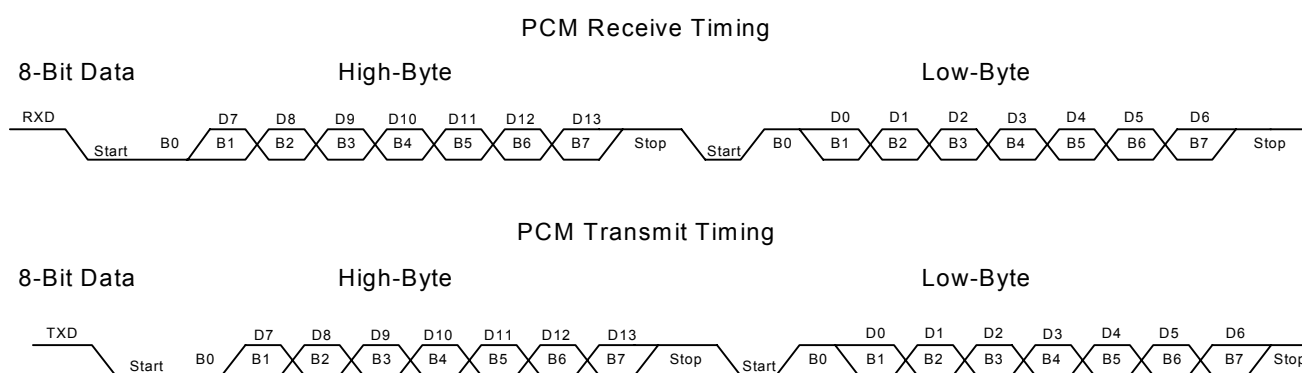 PCM Receive Timing
8-Bit Data High-Byte Low-Byte
RXD D7 D8 D9 D10 D11 D12 D13 D0 D1 D2 D3 D4 D5 D6
Start B0 B1 B2 B3 B4 B5 B6 B7 Stop Start B0 B1 B2 B3 B4 B5 B6 B7 Stop
PCM Transmit Timing
8-Bit Data High-Byte Low-Byte
TXD D7 D8 D9 D10 D11 D12 D13 D0 D1 D2 D3 D4 D5 D6
Start B0 B1 B2 B3 B4 B5 B6 B7 Stop Start B0 B1 B2 B3 B4 B5 B6 B7 Stop